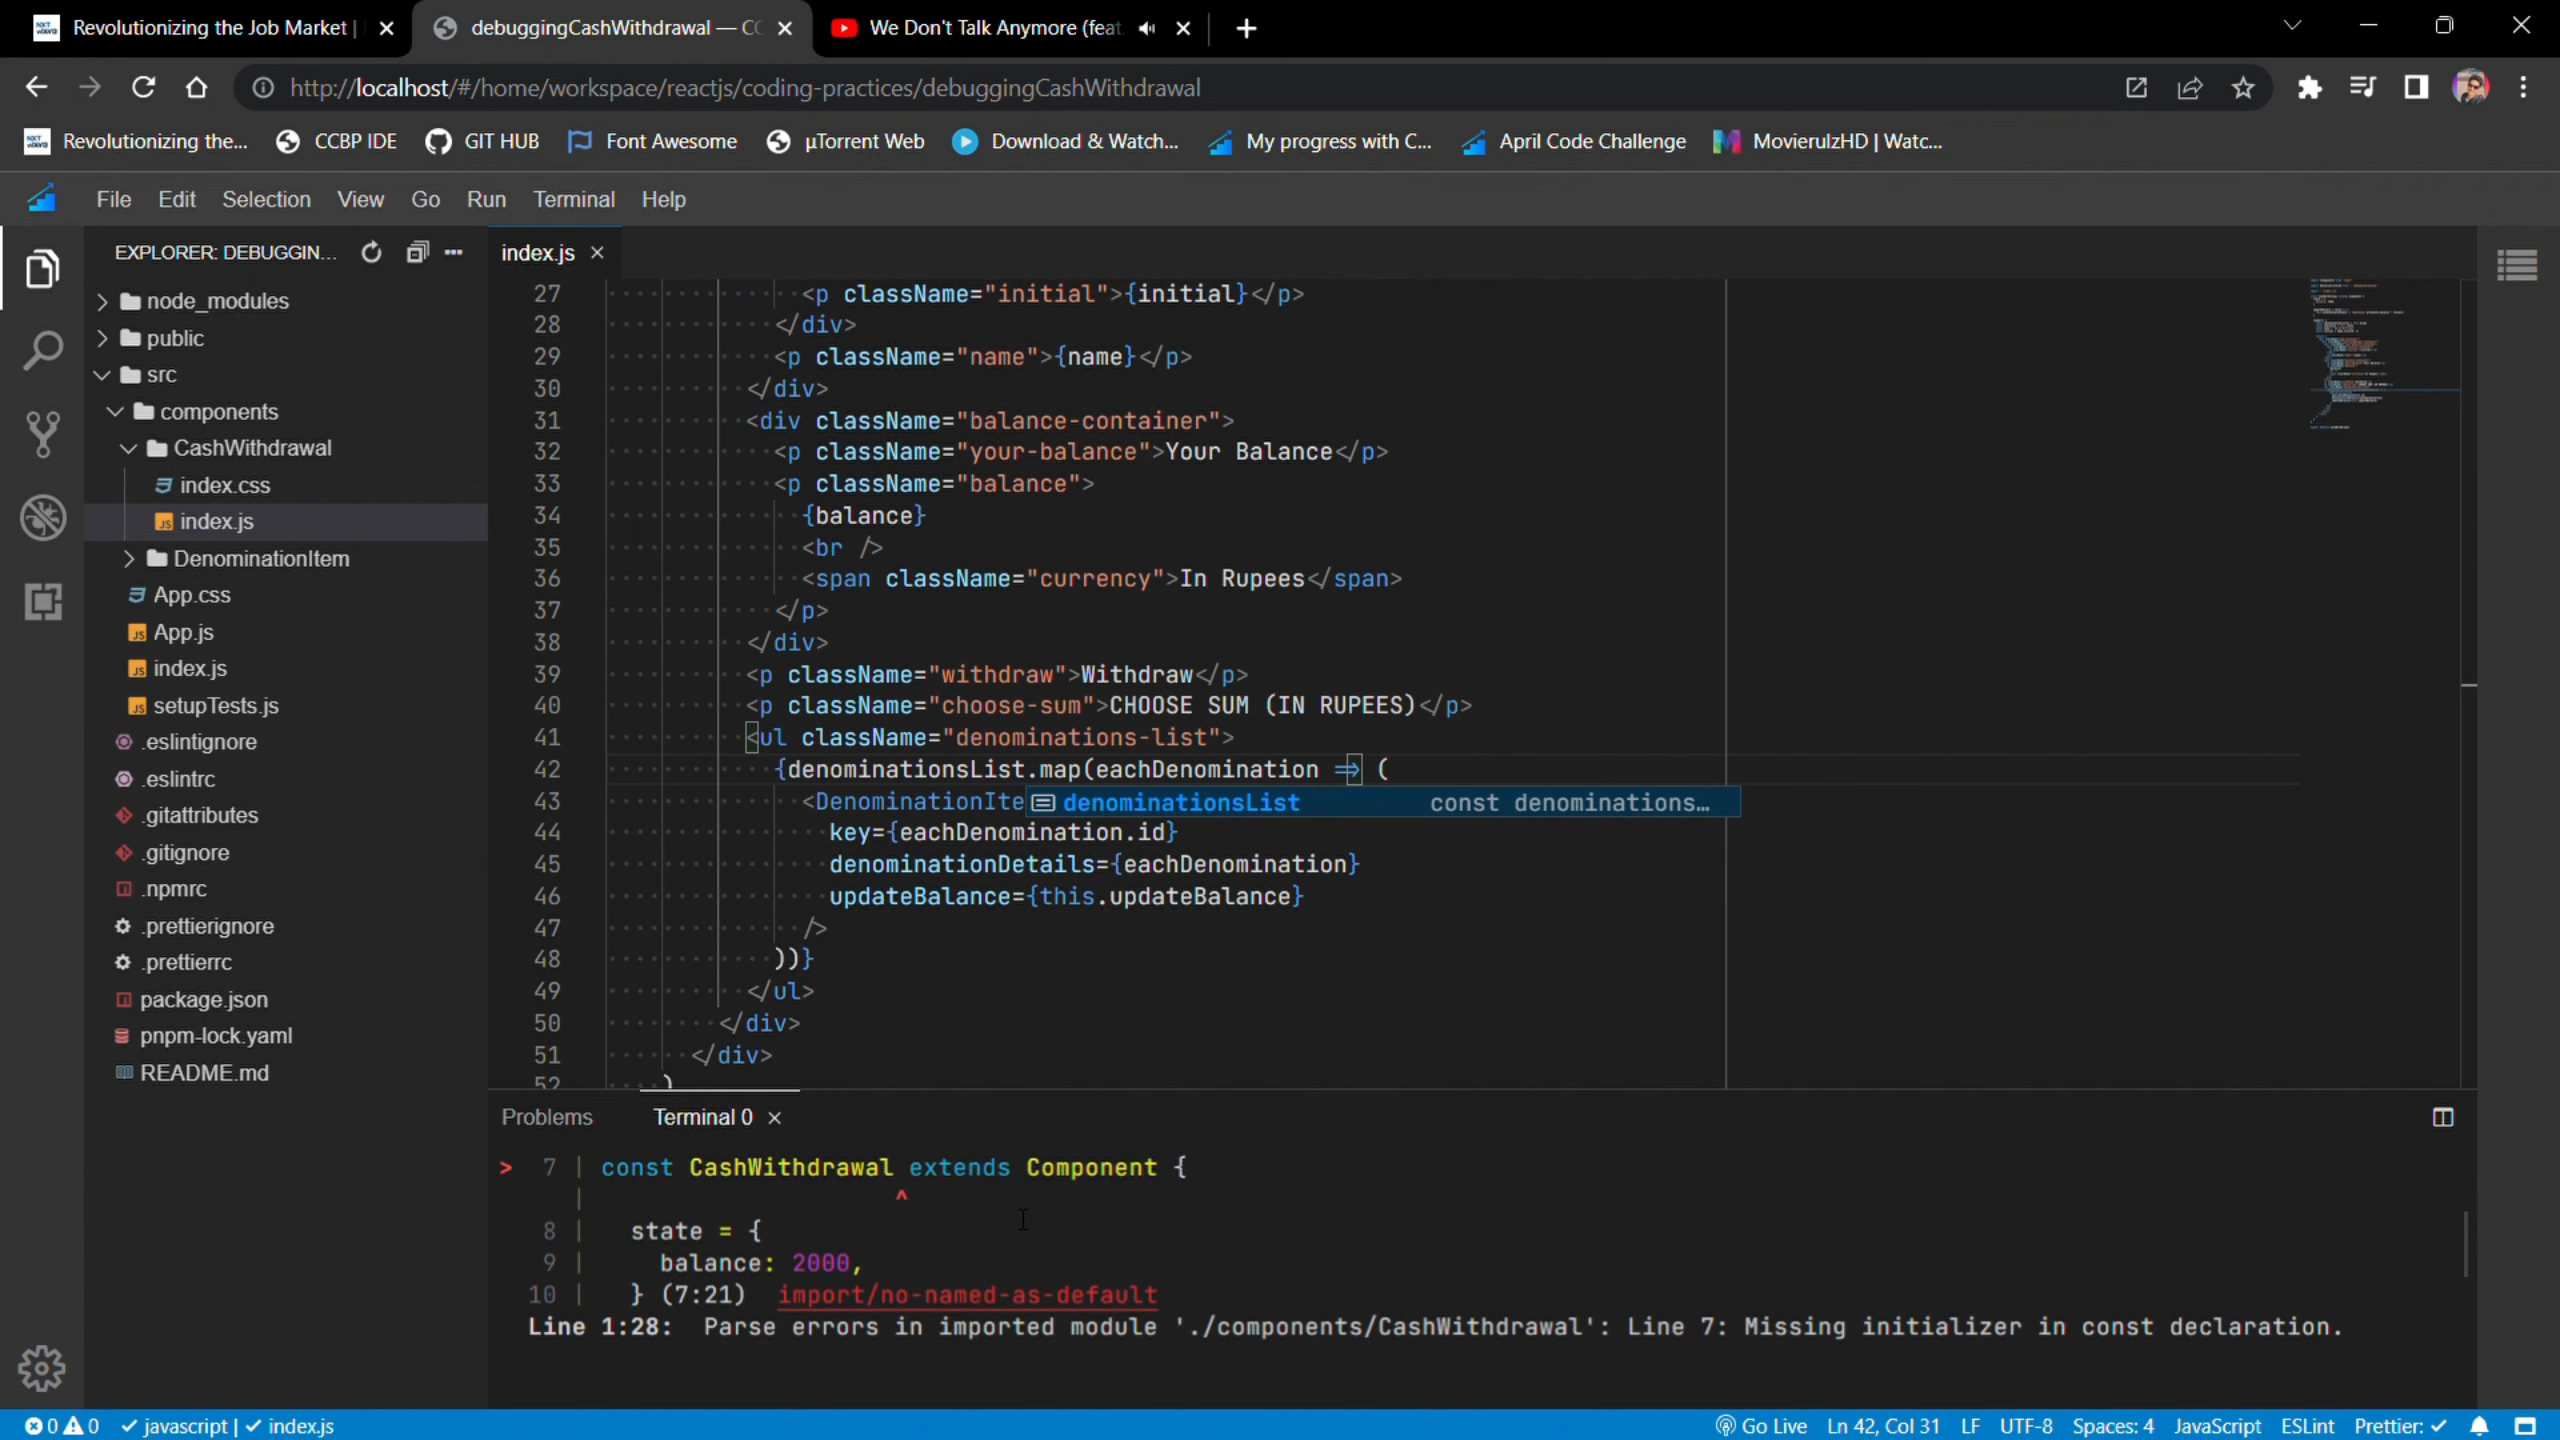 Revolutionizing the Job Market |
debuggingCashWithdrawal — CC
We Don't Talk Anymore (feat
http://localhost/#/home/workspace/reactjs/coding-practices/debuggingCashWithdrawal
Revolutionizing the... CCBP IDE GIT HUB Font Awesome µTorrent Web Download & Watch... My progress with C... April Code Challenge MovierulzHD | Watc...
File Edit Selection View Go Run Terminal Help
EXPLORER: DEBUGGIN...
node_modules
public
src
components
CashWithdrawal
index.css
index.js
DenominationItem
App.css
App.js
index.js
setupTests.js
.eslintignore
.eslintrc
.gitattributes
.gitignore
.npmrc
.prettierignore
.prettierrc
package.json
pnpm-lock.yaml
README.md
index.js
27 <p className="initial">{initial}</p>
28 </div>
29 <p className="name">{name}</p>
30 </div>
31 <div className="balance-container">
32 <p className="your-balance">Your Balance</p>
33 <p className="balance">
34 {balance}
35 <br />
36 <span className="currency">In Rupees</span>
37 </p>
38 </div>
39 <p className="withdraw">Withdraw</p>
40 <p className="choose-sum">CHOOSE SUM (IN RUPEES)</p>
41 <ul className="denominations-list">
42 {denominationsList.map(eachDenomination => (
43 <DenominationIte denominationsList const denominations...
44 key={eachDenomination.id}
45 denominationDetails={eachDenomination}
46 updateBalance={this.updateBalance}
47 />
48 ))}
49 </ul>
50 </div>
51 </div>
52 )
Problems Terminal 0
> 7 | const CashWithdrawal extends Component {
| ^
8 | state = {
9 | balance: 2000,
10 | } (7:21) import/no-named-as-default
Line 1:28: Parse errors in imported module './components/CashWithdrawal': Line 7: Missing initializer in const declaration.
0 0 javascript | index.js
Go Live Ln 42, Col 31 LF UTF-8 Spaces: 4 JavaScript ESLint Prettier: ✓